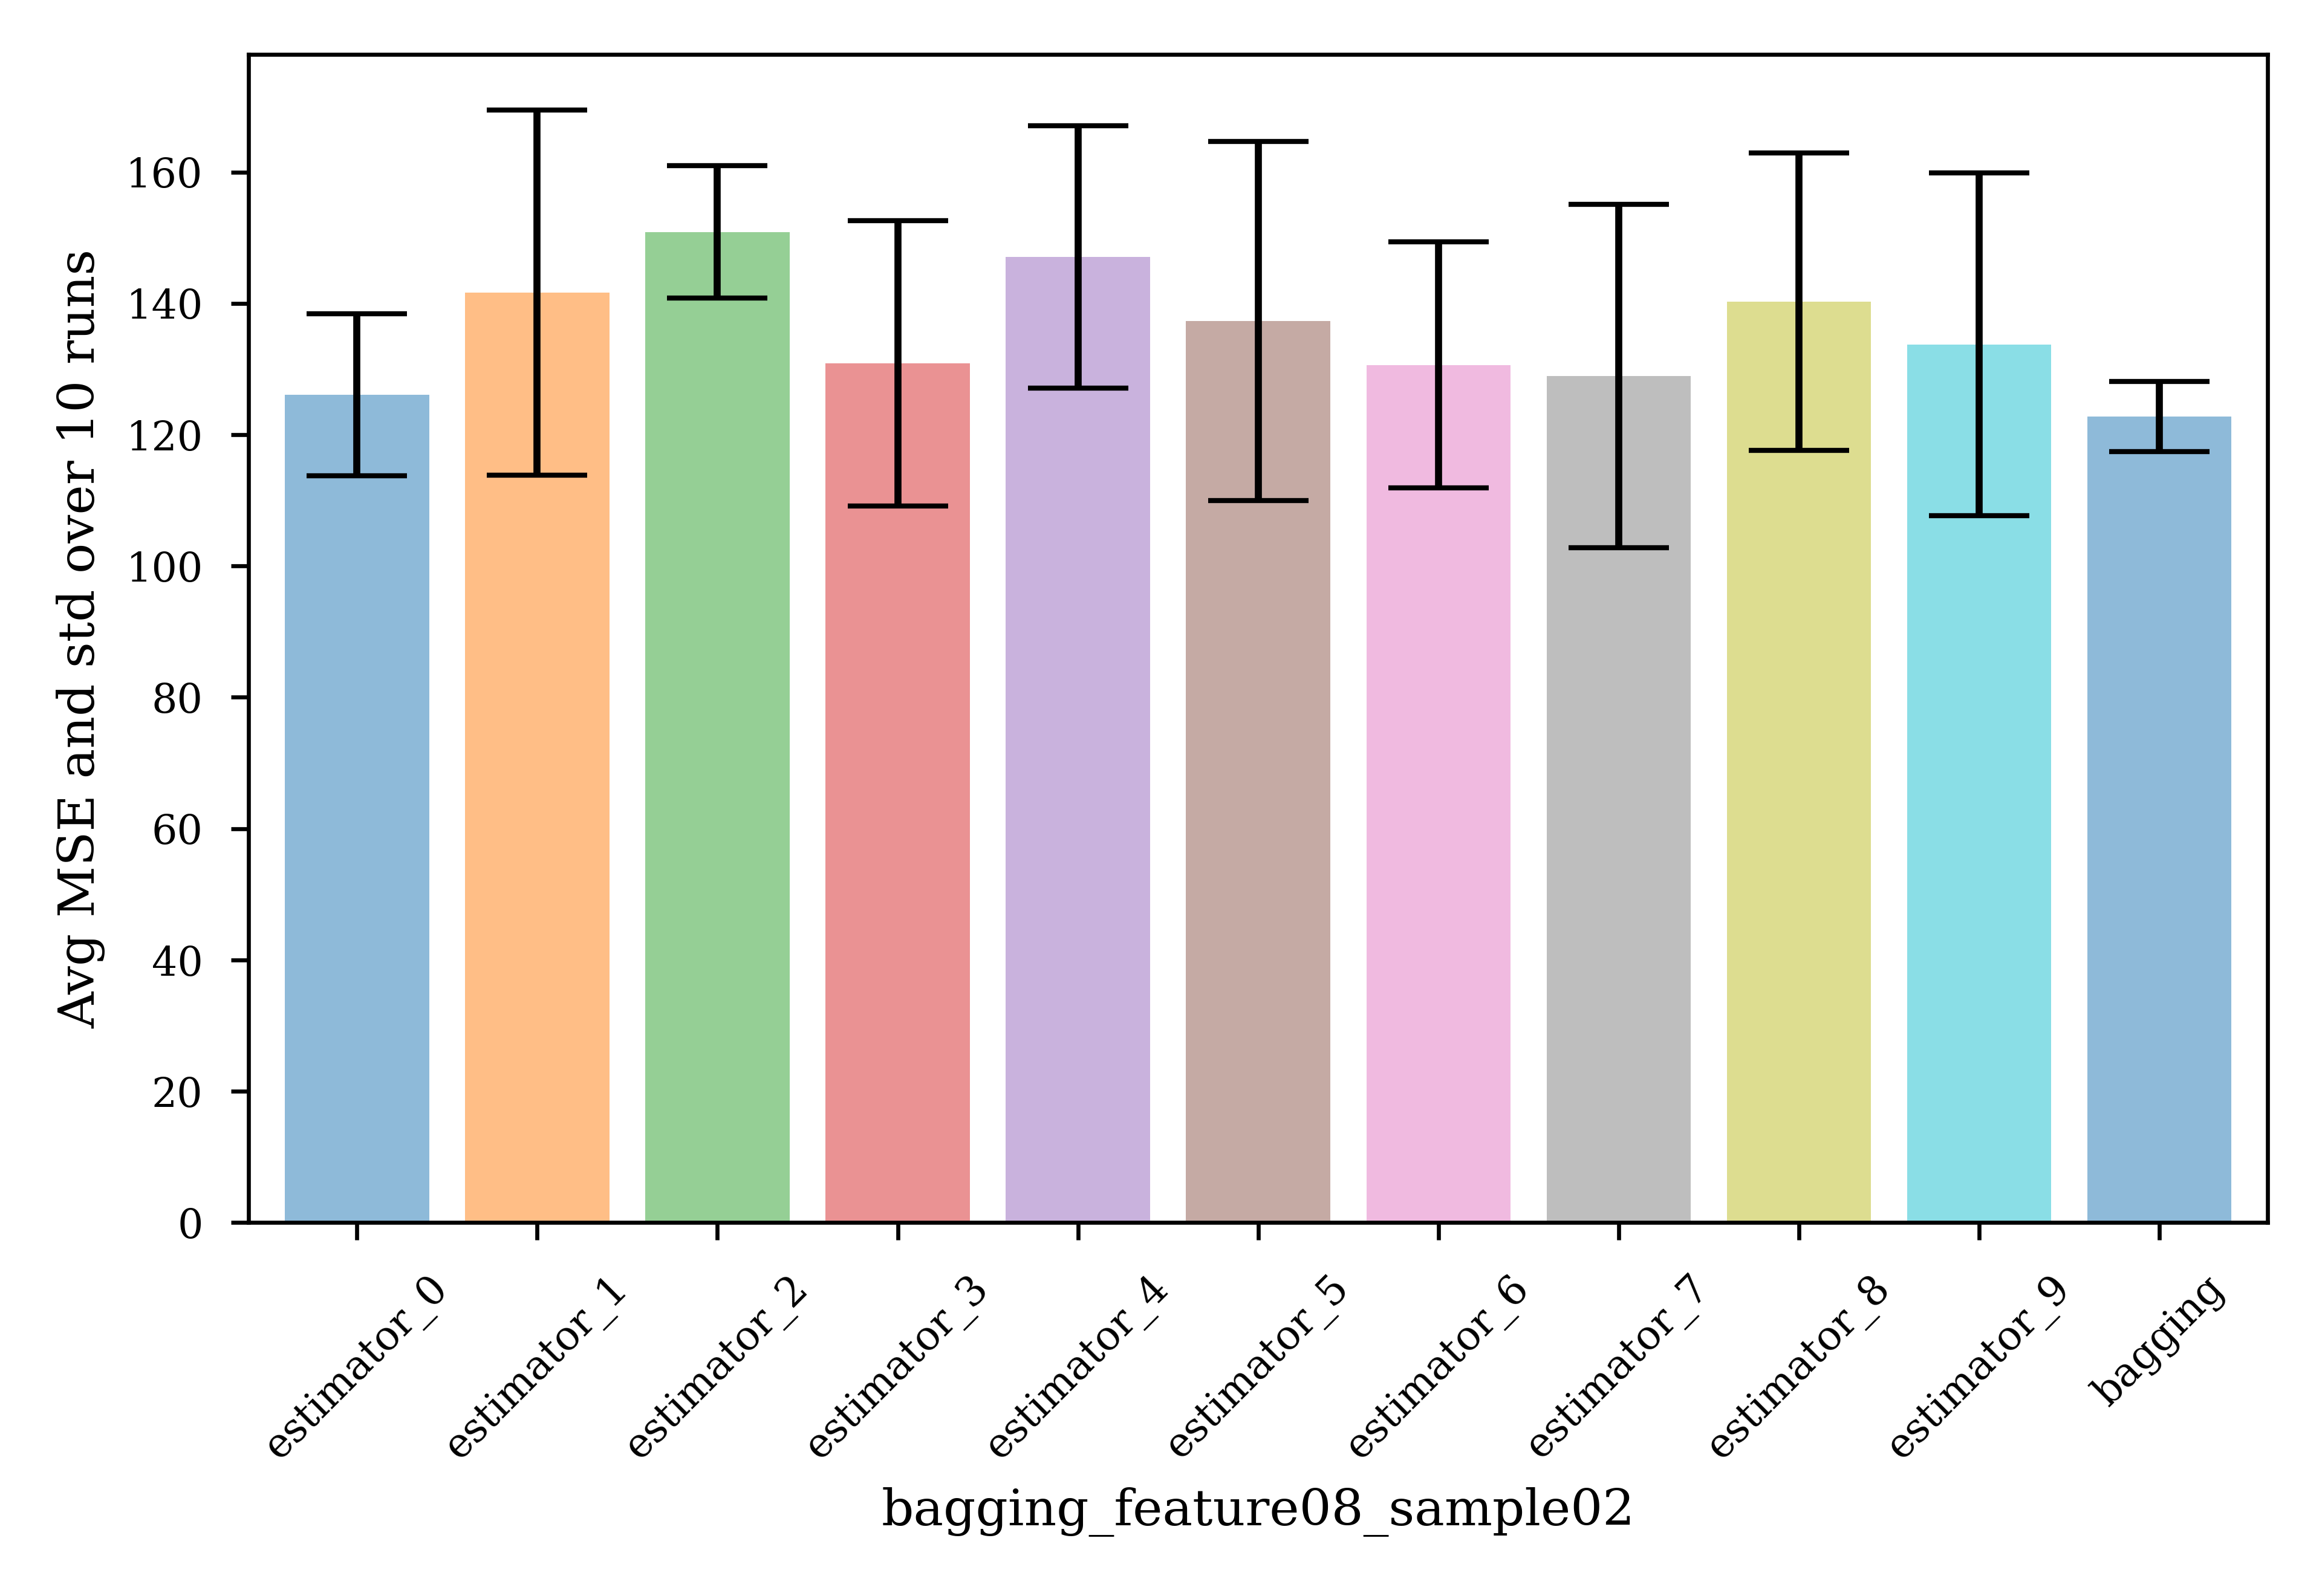 Avg MSE and std over 10 runs
160
140
120
100
80
60
40
20
0
estimator_0
estimator_1
estimator_2
estimator_3
estimator_4
estimator_5
estimator_6
estimator_7
estimator_8
estimator_9
bagging
bagging_feature08_sample02